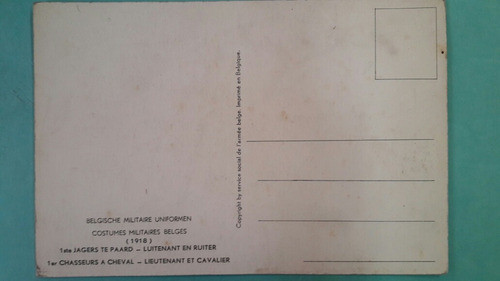 BELGISCHE MILITAIRE UNIFORMEN
COSTUMES MILITAIRES BELGES
( 1918 )
1ste JAGERS TE PAARD — LUITENANT EN RUITER
1er CHASSEURS A CHEVAL — LIEUTENANT ET CAVALIER
Copyright by service social de l'armée belge. Imprimé en Belgique.